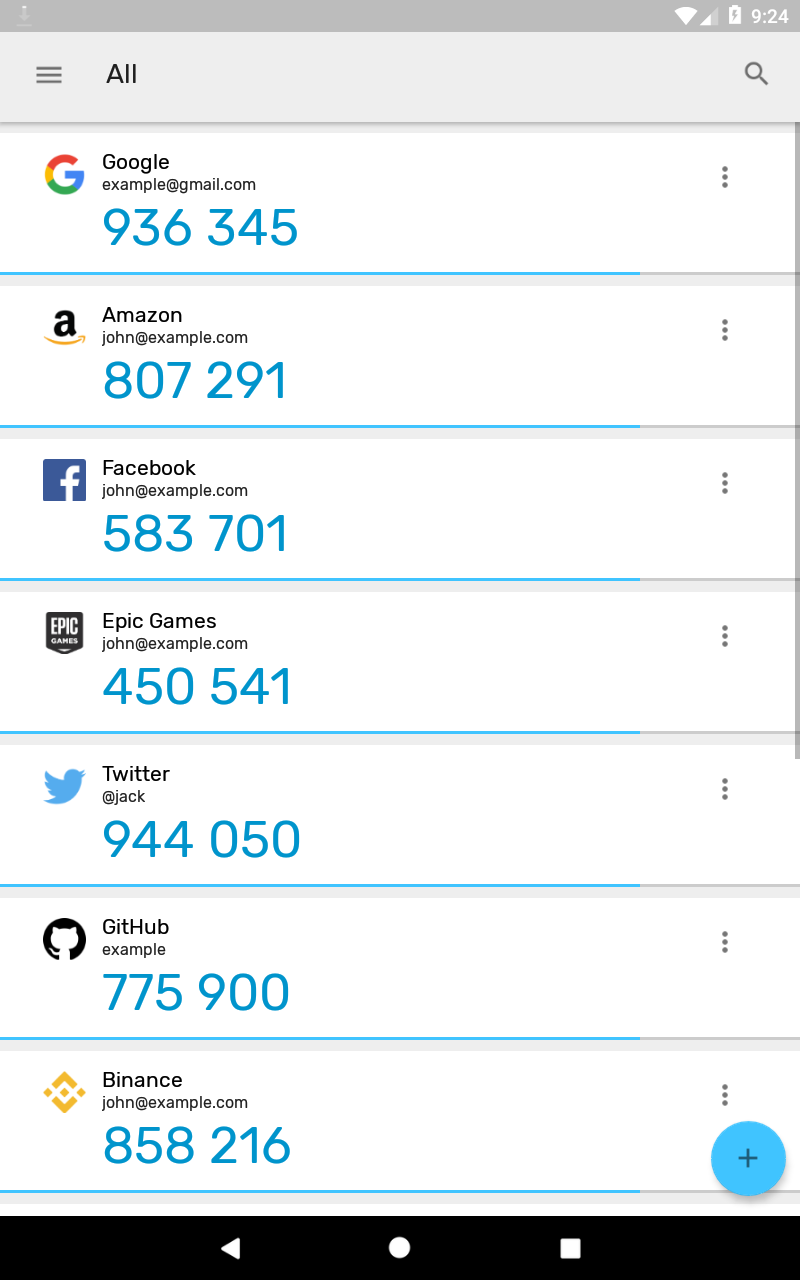 9:24
All
Google
example@gmail.com
936 345
Amazon
john@example.com
807 291
Facebook
john@example.com
583 701
EPIC
GAMES
Epic Games
john@example.com
450 541
Twitter
@jack
944 050
GitHub
example
775 900
Binance
john@example.com
858 216